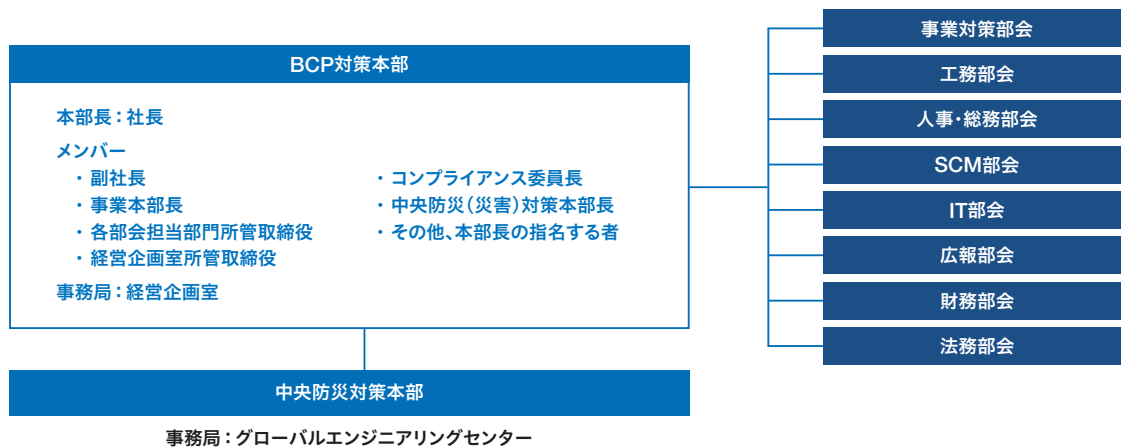 BCP対策本部
本部長：社長
メンバー
・副社長
・事業本部長
・各部会担当部門所管取締役
・経営企画室所管取締役
・コンプライアンス委員長
・中央防災（災害）対策本部長
・その他、本部長の指名する者
事務局：経営企画室
中央防災対策本部
事務局：グローバルエンジニアリングセンター
事業対策部会
工務部会
人事・総務部会
SCM部会
IT部会
広報部会
財務部会
法務部会